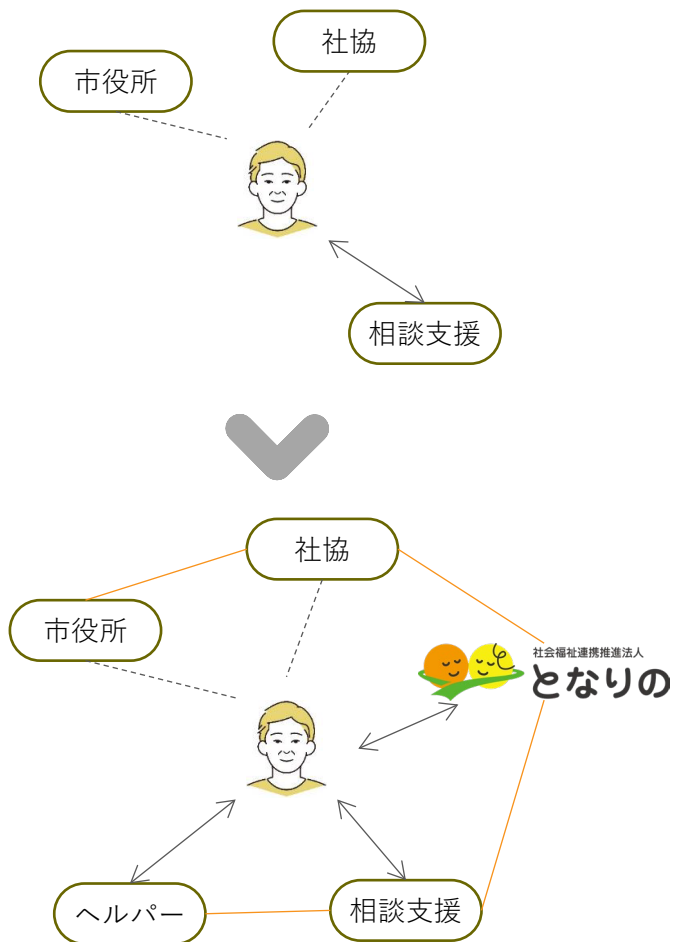 社協
市役所
相談支援
社協
市役所
社会福祉連携推進法人
となりの
ヘルパー
相談支援